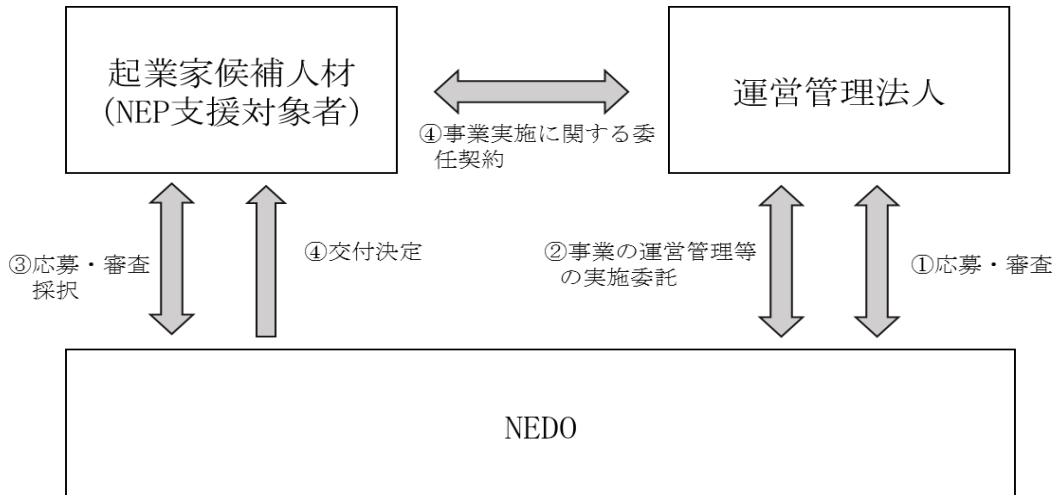 起業家候補人材
(NEP支援対象者)
運営管理法人
④事業実施に関する委
任契約
③応募・審査
採択
④交付決定
②事業の運営管理等
の実施委託
①応募・審査
NEDO